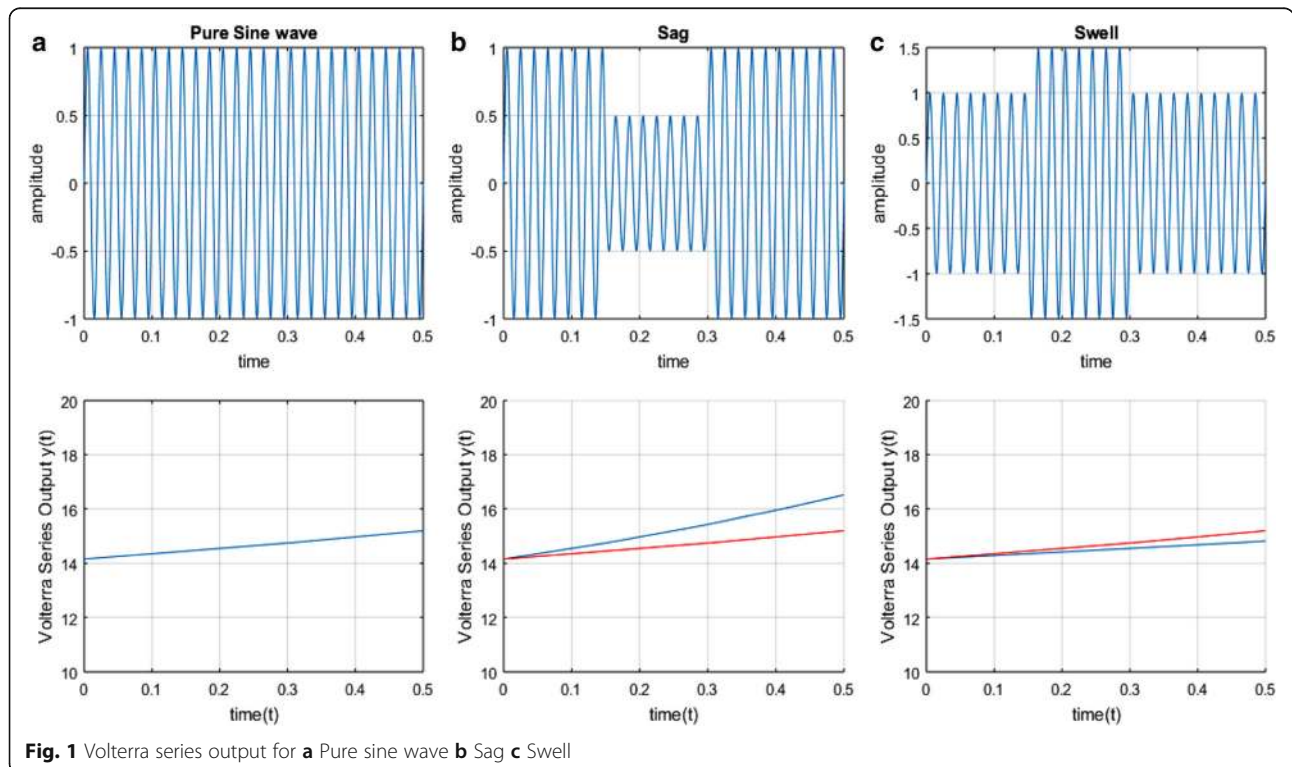 a
Pure Sine wave
1
0.5
0
-0.5
-1
amplitude
0 0.1 0.2 0.3 0.4 0.5
time
b
Sag
1
0.5
0
-0.5
-1
amplitude
0 0.1 0.2 0.3 0.4 0.5
time
c
Swell
1.5
1
0.5
0
-0.5
-1
-1.5
amplitude
0 0.1 0.2 0.3 0.4 0.5
time
20
18
16
14
12
10
Volterra Series Output y(t)
0 0.1 0.2 0.3 0.4 0.5
time(t)
20
18
16
14
12
10
Volterra Series Output y(t)
0 0.1 0.2 0.3 0.4 0.5
time(t)
20
18
16
14
12
10
Volterra Series Output y(t)
0 0.1 0.2 0.3 0.4 0.5
time(t)
Fig. 1 Volterra series output for a Pure sine wave b Sag c Swell